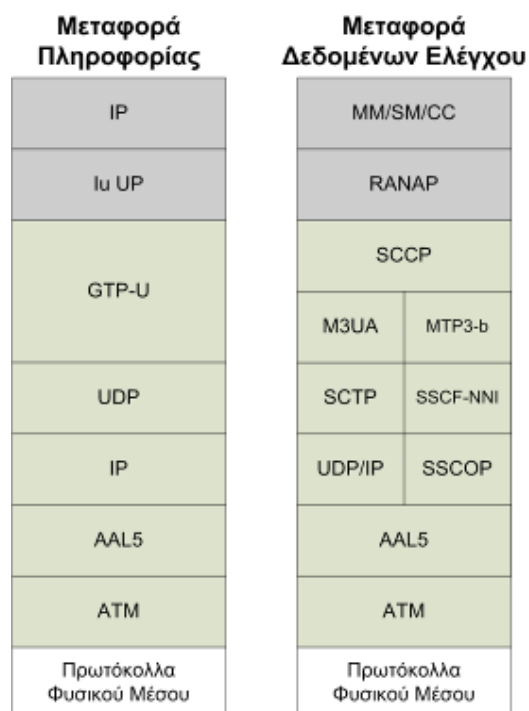 Μεταφορά
Πληροφορίας
IP
Iu UP
GTP-U
UDP
IP
AAL5
ATM
Πρωτόκολλα
Φυσικού Μέσου
Μεταφορά
Δεδομένων Ελέγχου
MM/SM/CC
RANAP
SCCP
M3UA MTP3-b
SCTP SSCF-NNI
UDP/IP SSCOP
AAL5
ATM
Πρωτόκολλα
Φυσικού Μέσου